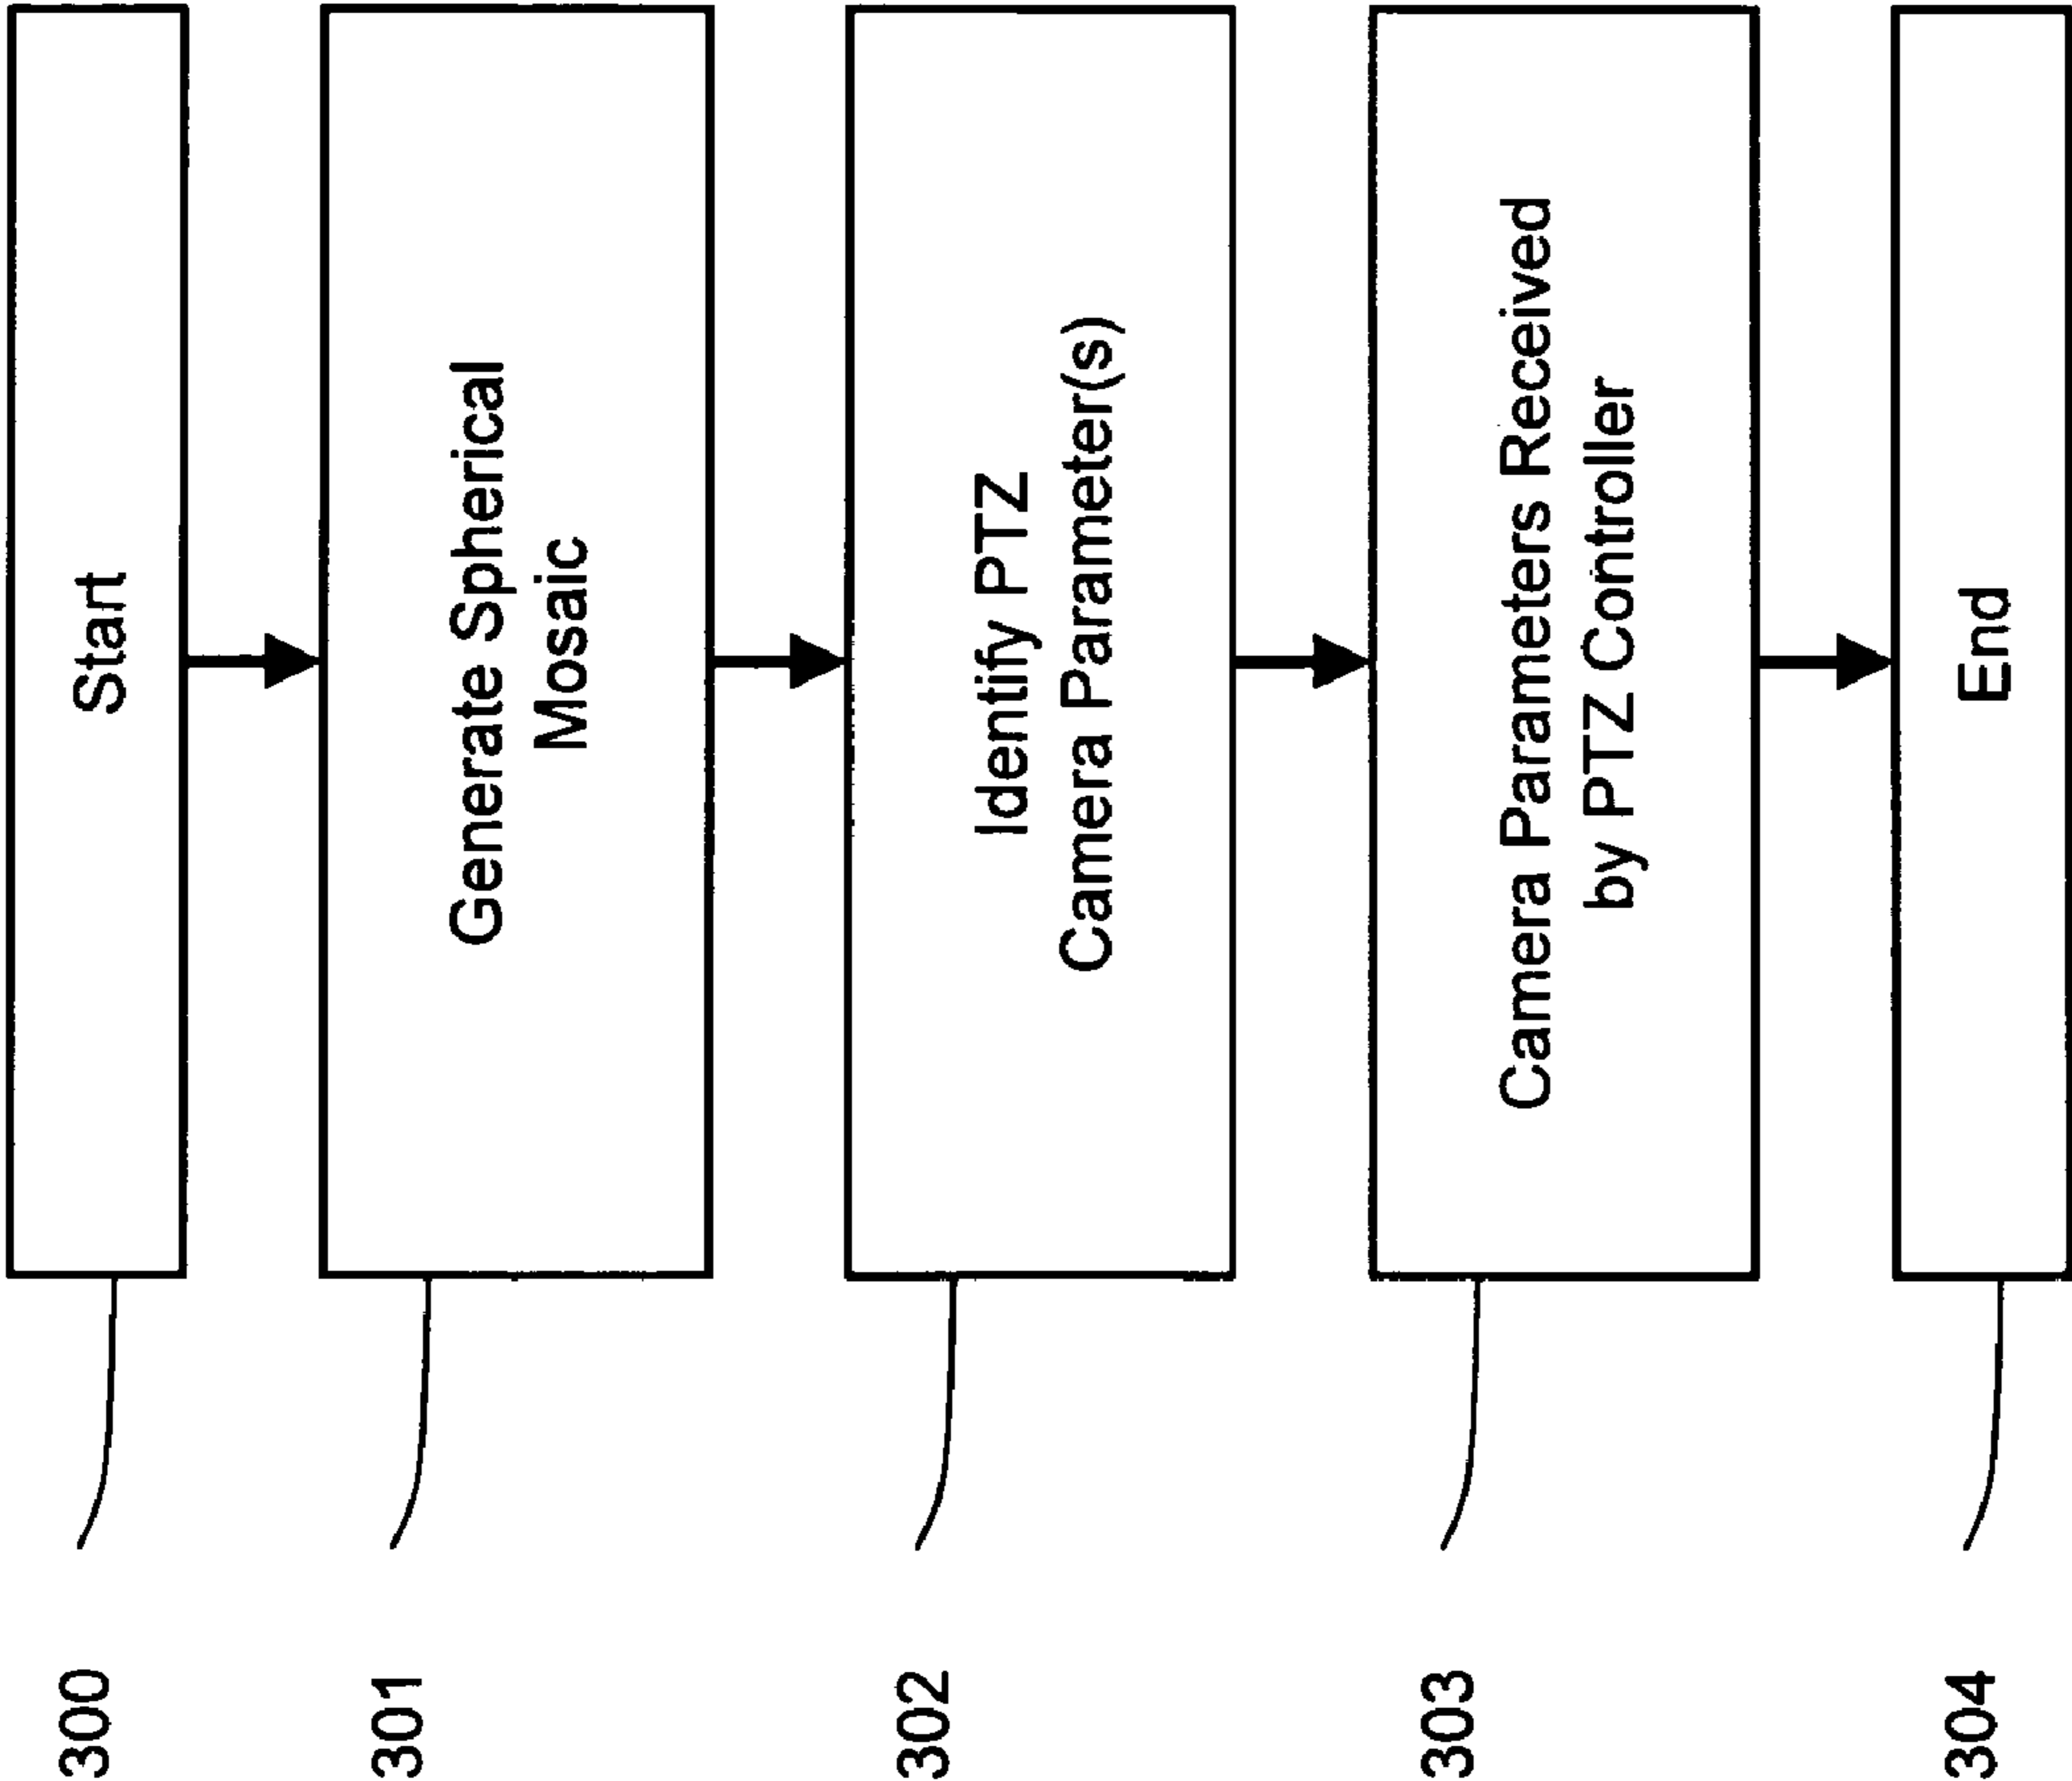 300
Start
301
Generate Spherical
Mosaic
302
Identify PTZ
Camera Parameter(s)
303
Camera Parameters Received
by PTZ Controller
304
End